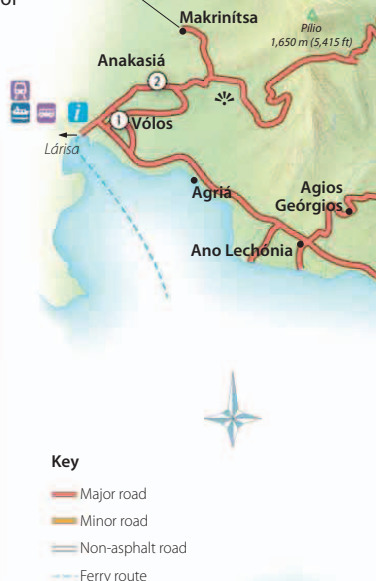 or
Makrinítsa
Pílio
1,650 m (5,415 ft)
Anakasiá
2
i
1
Vólos
Lárisa
Agriá
Agios
Geórgios
Ano Lechónia
Key
Major road
Minor road
Non-asphalt road
Ferry route